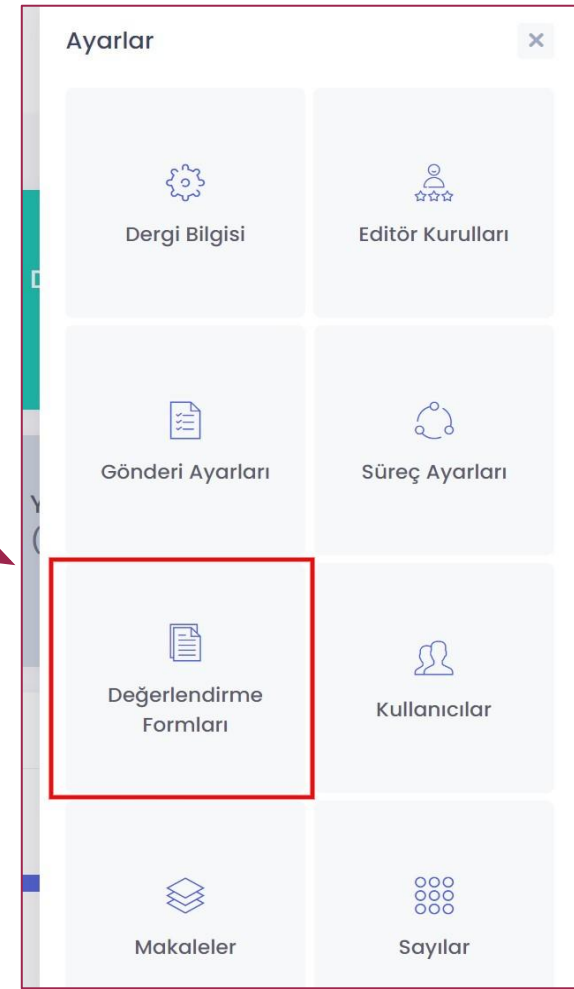 Ayarlar
Dergi Bilgisi
Editör Kurulları
Gönderi Ayarları
Süreç Ayarları
Değerlendirme
Formları
Kullanıcılar
Makaleler
Sayılar